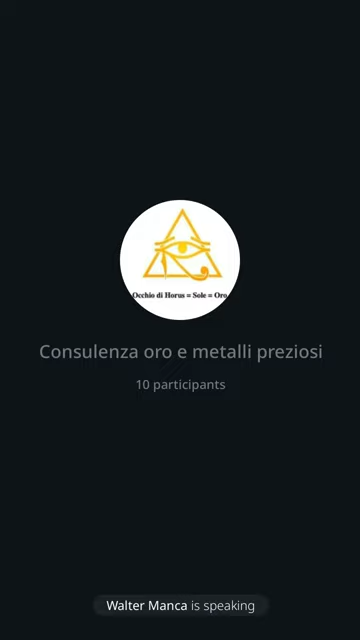 Occhio di Horus = Sole = Oro
Consulenza oro e metalli preziosi
10 participants
Walter Manca is speaking